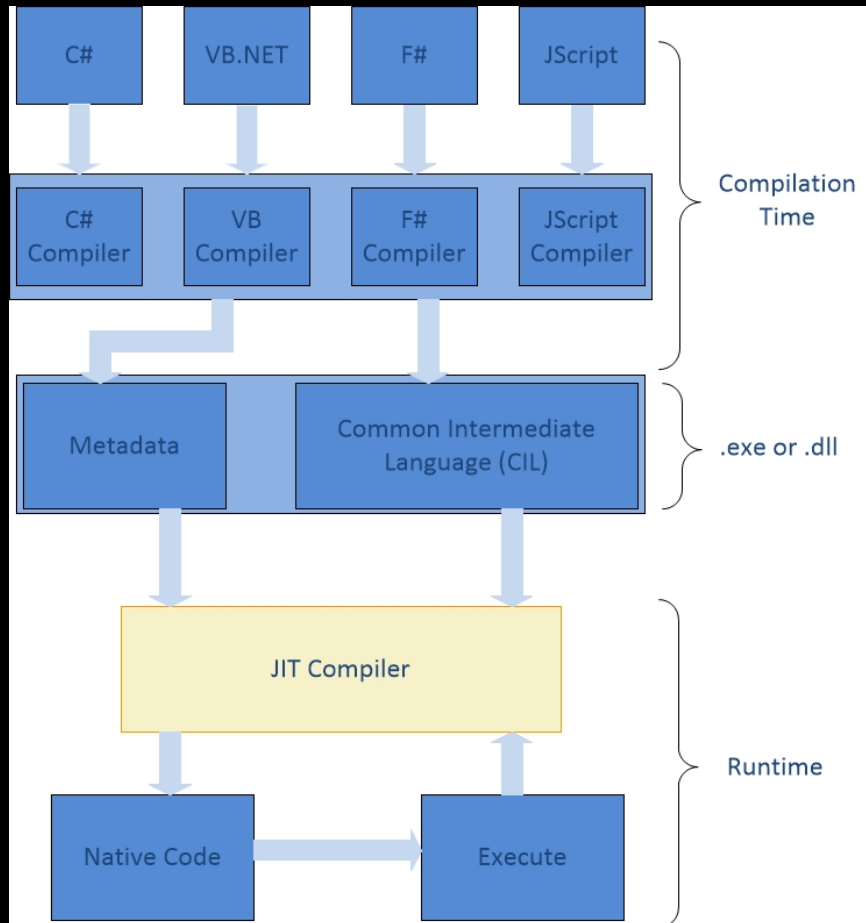 C#
VB.NET
F#
JScript
C#
Compiler
VB
Compiler
F#
Compiler
JScript
Compiler
Compilation
Time
Metadata
Common Intermediate
Language (CIL)
.exe or .dll
JIT Compiler
Runtime
Native Code
Execute